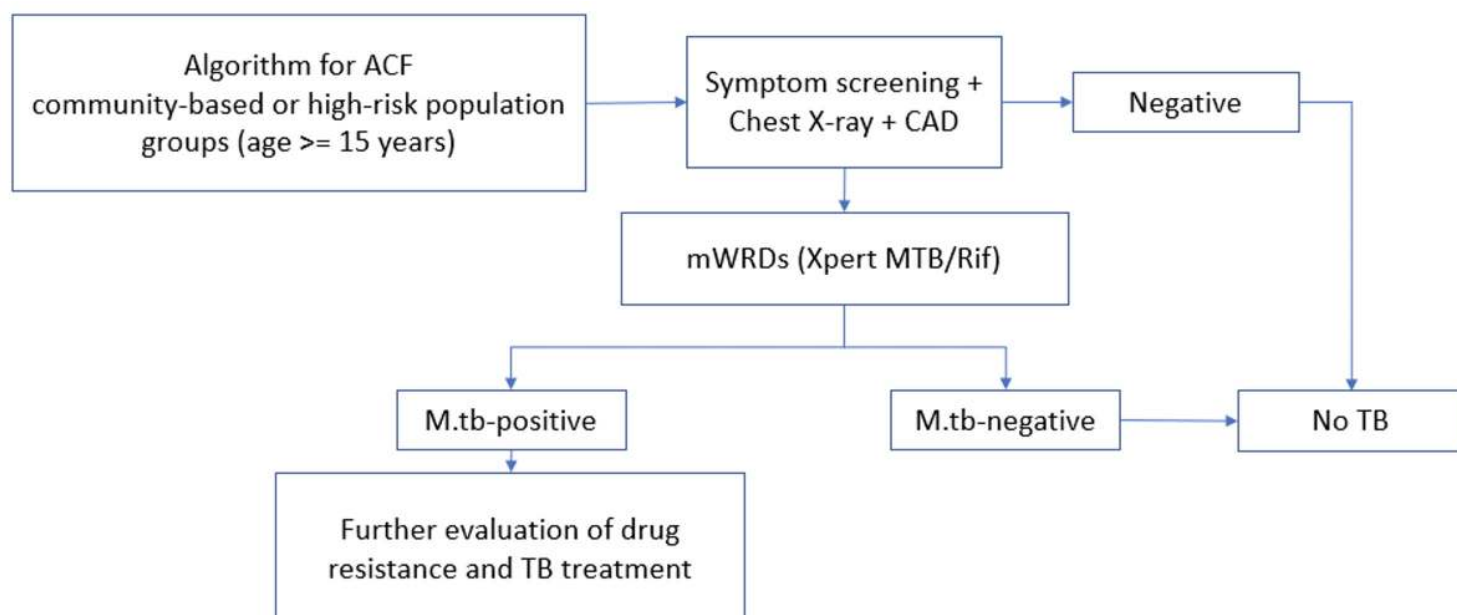 Algorithm for ACF
community-based or high-risk population
groups (age >= 15 years)
Symptom screening +
Chest X-ray + CAD
Negative
mWRDs (Xpert MTB/Rif)
M.tb-positive
M.tb-negative
No TB
Further evaluation of drug
resistance and TB treatment